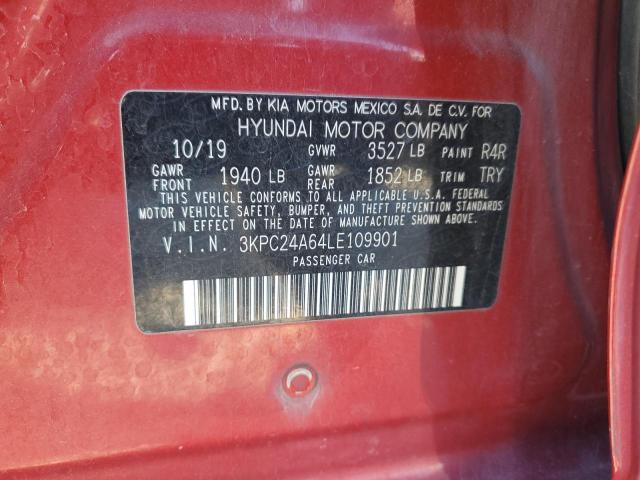 MFD. BY KIA MOTORS MEXICO S.A. DE C.V. FOR
HYUNDAI MOTOR COMPANY
10/19 GVWR 3527 LB PAINT R4R
GAWR FRONT 1940 LB GAWR REAR 1852 LB TRIM TRY
THIS VEHICLE CONFORMS TO ALL APPLICABLE U.S.A. FEDERAL
MOTOR VEHICLE SAFETY, BUMPER, AND THEFT PREVENTION STANDARDS
IN EFFECT ON THE DATE OF MANUFACTURE SHOWN ABOVE.
V.I.N. 3KPC24A64LE109901
PASSENGER CAR